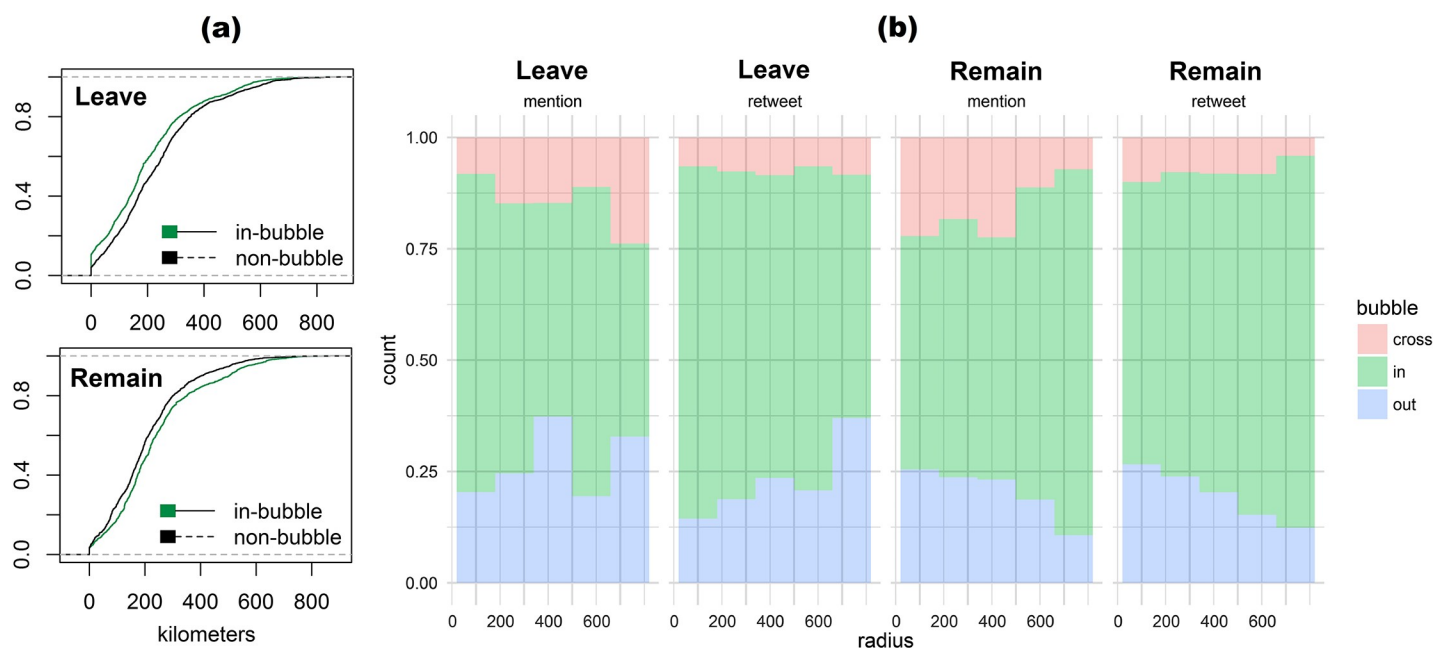 (a)
Leave
0.0 0.4 0.8
in-bubble
non-bubble
0 200 400 600 800
Remain
0.0 0.4 0.8
in-bubble
non-bubble
0 200 400 600 800
kilometers
(b)
Leave Leave Remain Remain
mention retweet mention retweet
1.00
0.75
0.50
0.25
0.00
count
0 200 400 600 0 200 400 600 0 200 400 600 0 200 400 600
radius
bubble
cross
in
out